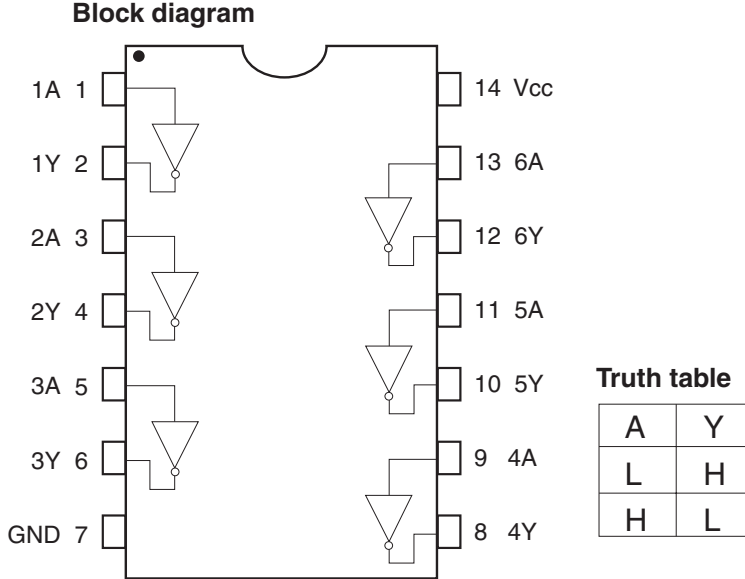 Block diagram
1A 1
14 Vcc
1Y 2
13 6A
2A 3
12 6Y
2Y 4
11 5A
3A 5
10 5Y
3Y 6
9 4A
GND 7
8 4Y
Truth table
A Y
L H
H L